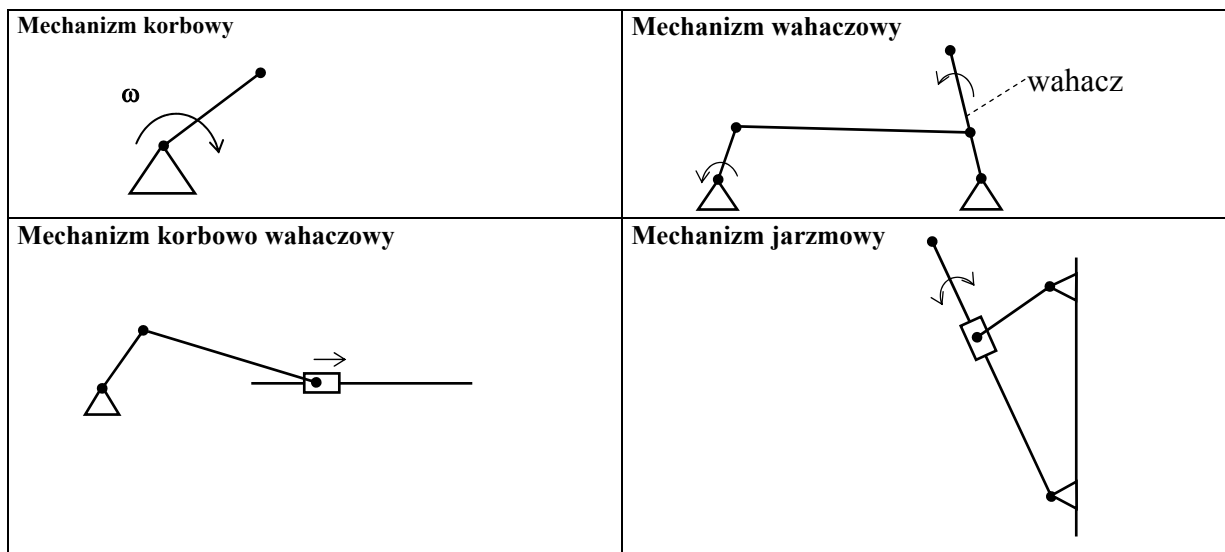 Mechanizm korbowy
ω
Mechanizm wahaczowy
wahacz
Mechanizm korbowo wahaczowy
Mechanizm jarzmowy